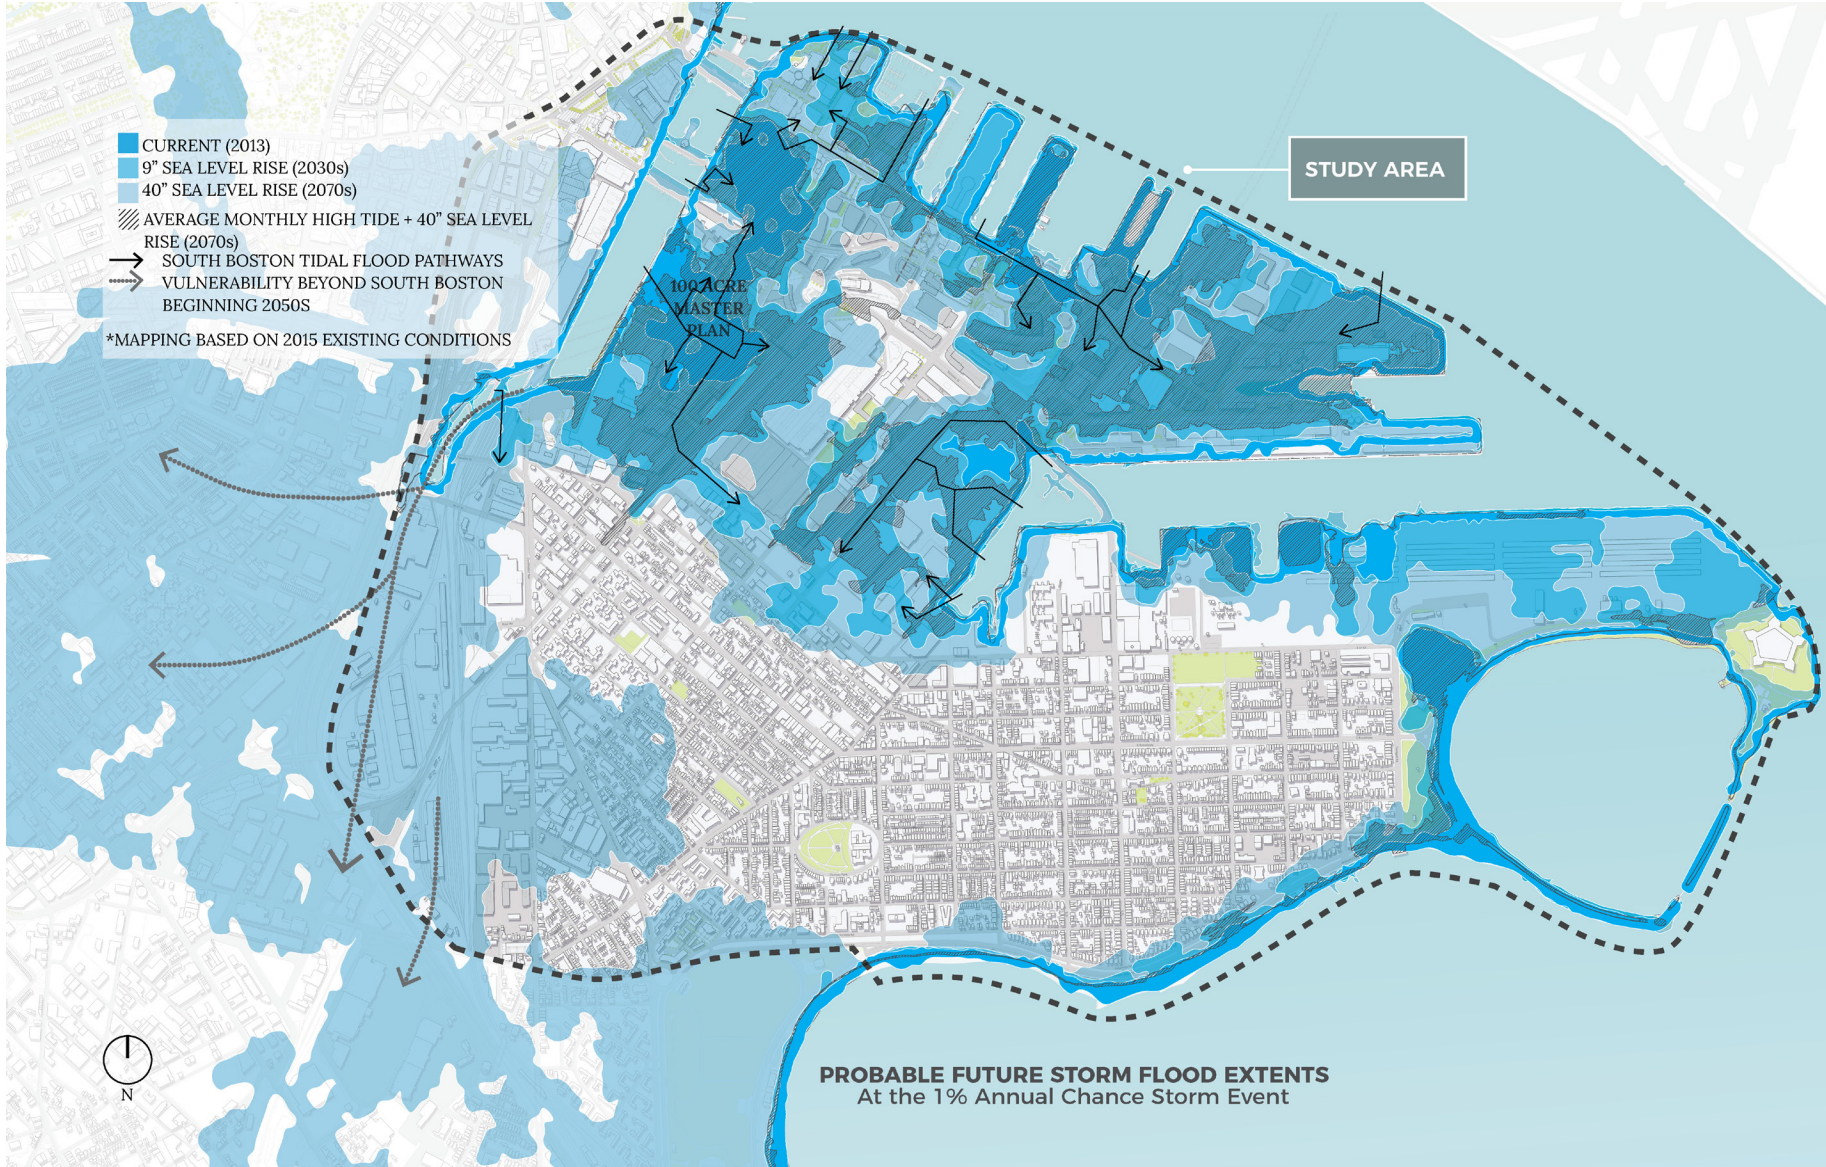 CURRENT (2013)
9” SEA LEVEL RISE (2030s)
40” SEA LEVEL RISE (2070s)
AVERAGE MONTHLY HIGH TIDE + 40” SEA LEVEL
RISE (2070s)
SOUTH BOSTON TIDAL FLOOD PATHWAYS
VULNERABILITY BEYOND SOUTH BOSTON
BEGINNING 2050S
*MAPPING BASED ON 2015 EXISTING CONDITIONS
STUDY AREA
100 ACRE
MASTER
PLAN
N
PROBABLE FUTURE STORM FLOOD EXTENTS
At the 1% Annual Chance Storm Event